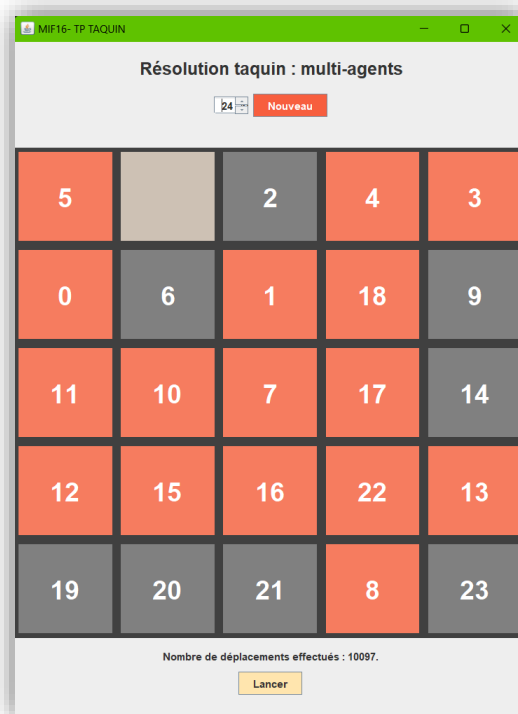 MIF16- TP TAQUIN
Résolution taquin : multi-agents
24 Nouveau
5 2 4 3
0 6 1 18 9
11 10 7 17 14
12 15 16 22 13
19 20 21 8 23
Nombre de déplacements effectués : 10097.
Lancer